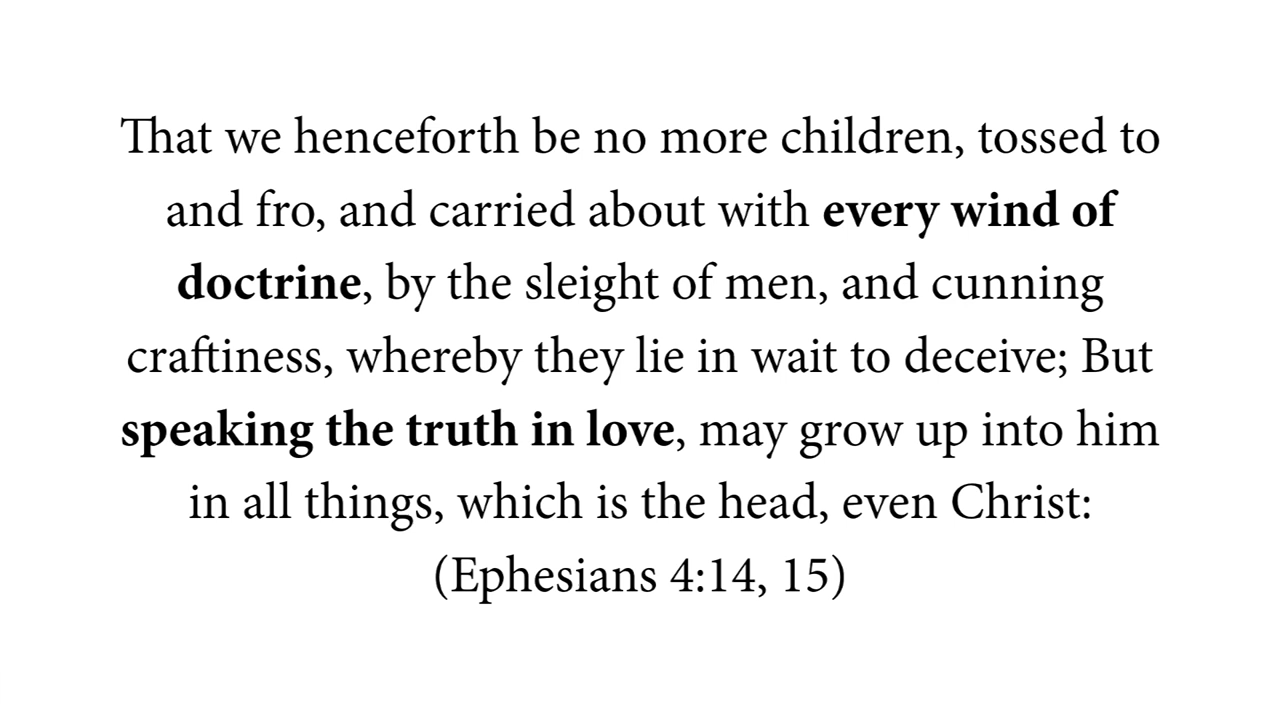 That we henceforth be no more children, tossed to
and fro, and carried about with every wind of
doctrine, by the sleight of men, and cunning
craftiness, whereby they lie in wait to deceive; But
speaking the truth in love, may grow up into him
in all things, which is the head, even Christ:
(Ephesians 4:14, 15)